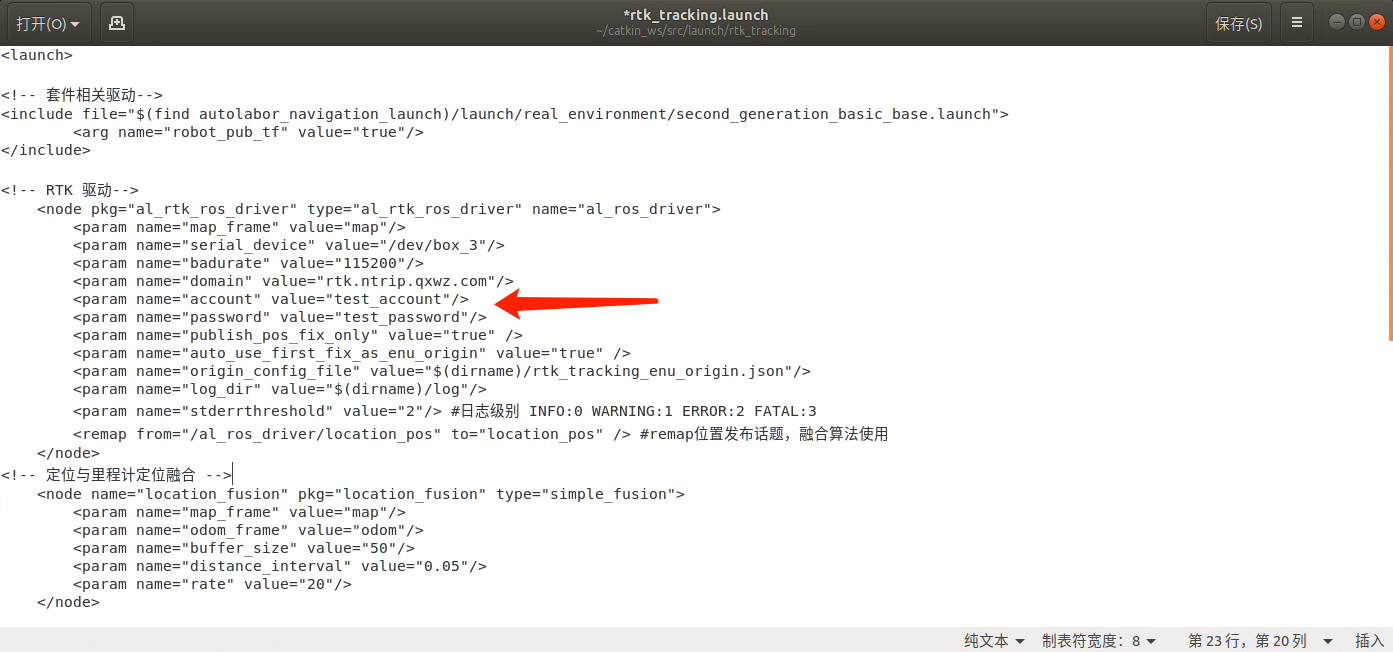 打开(O)
*rtk_tracking.launch
~/catkin_ws/src/launch/rtk_tracking
保存(S)
<launch>
<!-- 套件相关驱动-->
<include file="$(find autolabor_navigation_launch)/launch/real_environment/second_generation_basic_base.launch">
<arg name="robot_pub_tf" value="true"/>
</include>
<!-- RTK 驱动-->
<node pkg="al_rtk_ros_driver" type="al_rtk_ros_driver" name="al_ros_driver">
<param name="map_frame" value="map"/>
<param name="serial_device" value="/dev/box_3"/>
<param name="badurate" value="115200"/>
<param name="domain" value="rtk.ntrip.qxwz.com"/>
<param name="account" value="test_account"/>
<param name="password" value="test_password"/>
<param name="publish_pos_fix_only" value="true" />
<param name="auto_use_first_fix_as_enu_origin" value="true" />
<param name="origin_config_file" value="$(dirname)/rtk_tracking_enu_origin.json"/>
<param name="log_dir" value="$(dirname)/log"/>
<param name="stderrthreshold" value="2"/> #日志级别 INFO:0 WARNING:1 ERROR:2 FATAL:3
<remap from="/al_ros_driver/location_pos" to="location_pos" /> #remap位置发布话题，融合算法使用
</node>
<!-- 定位与里程计定位融合 -->
<node name="location_fusion" pkg="location_fusion" type="simple_fusion">
<param name="map_frame" value="map"/>
<param name="odom_frame" value="odom"/>
<param name="buffer_size" value="50"/>
<param name="distance_interval" value="0.05"/>
<param name="rate" value="20"/>
</node>
纯文本 制表符宽度：8 第 23 行，第 20 列 插入